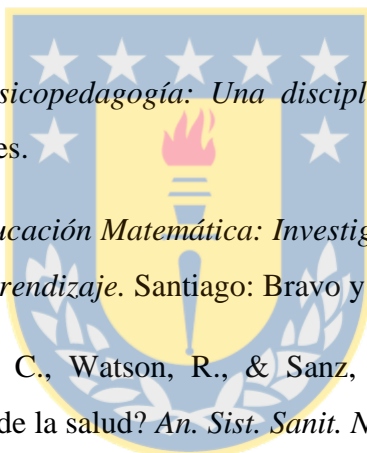 sicopedagogía: Una discipl
es.
ucación Matemática: Investig
rendizaje. Santiago: Bravo y
C., Watson, R., & Sanz,
de la salud? An. Sist. Sanit. N